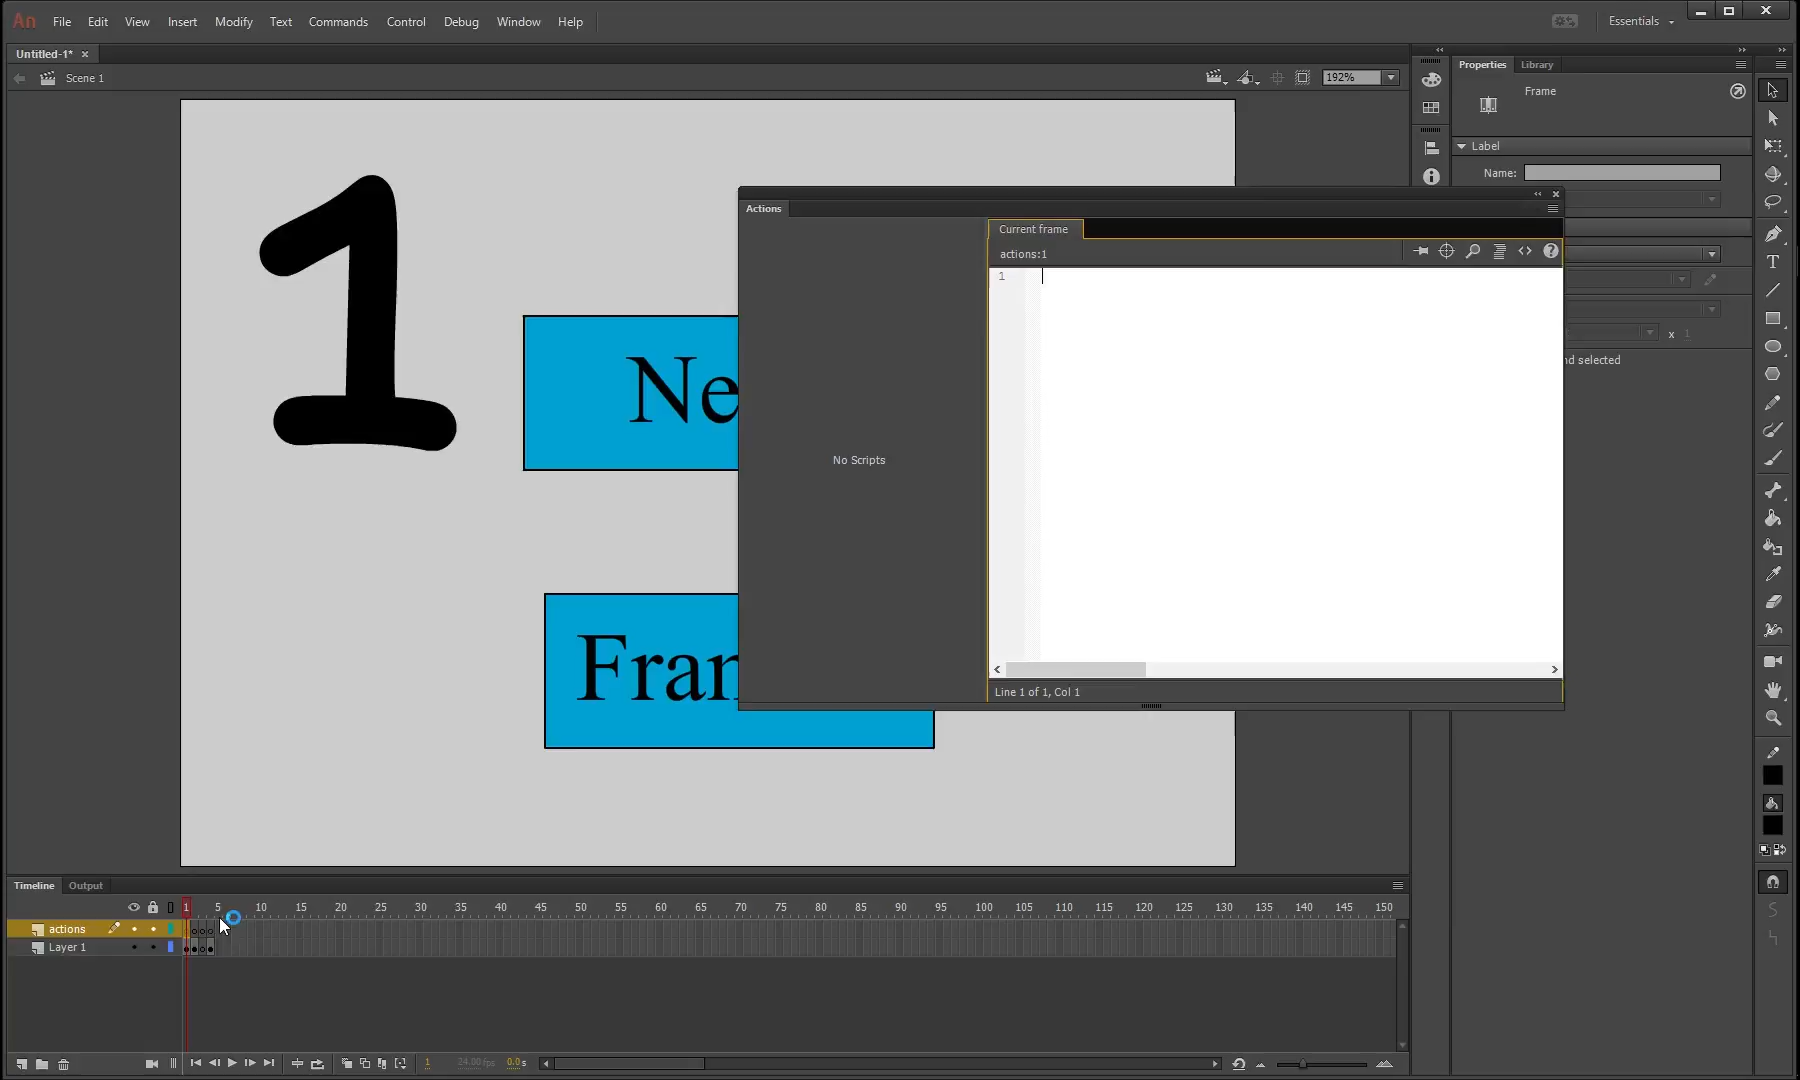 An File Edit View Insert Modify Text Commands Control Debug Window Help Essentials
Untitled-1* ×
Scene 1 192%
Properties Library
Frame
Label
Name:
Actions
Current frame
actions:1
1
No Scripts
x 1
nd selected
Line 1 of 1, Col 1
1
Ne
Fran
Timeline Output
1 5 10 15 20 25 30 35 40 45 50 55 60 65 70 75 80 85 90 95 100 105 110 115 120 125 130 135 140 145 150
actions
Layer 1
1 24.00 fps 0.0 s